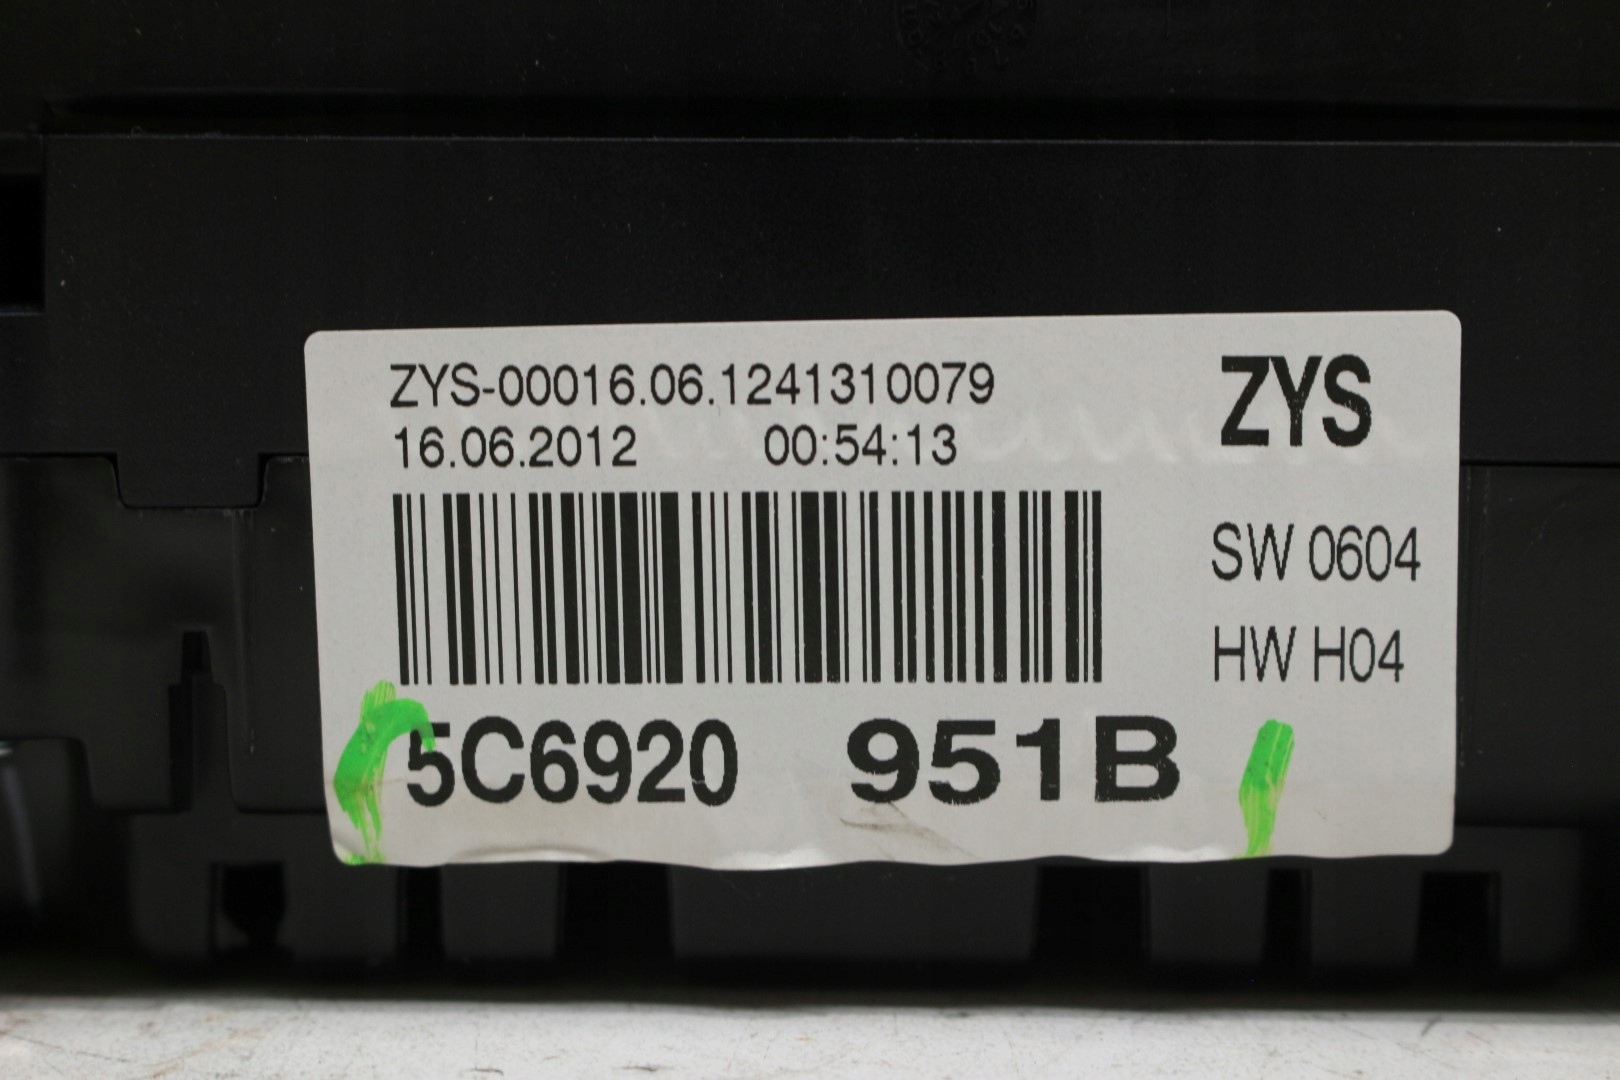 ZYS-00016.06.1241310079
16.06.2012 00:54:13
ZYS
SW 0604
HW H04
5C6920 951B